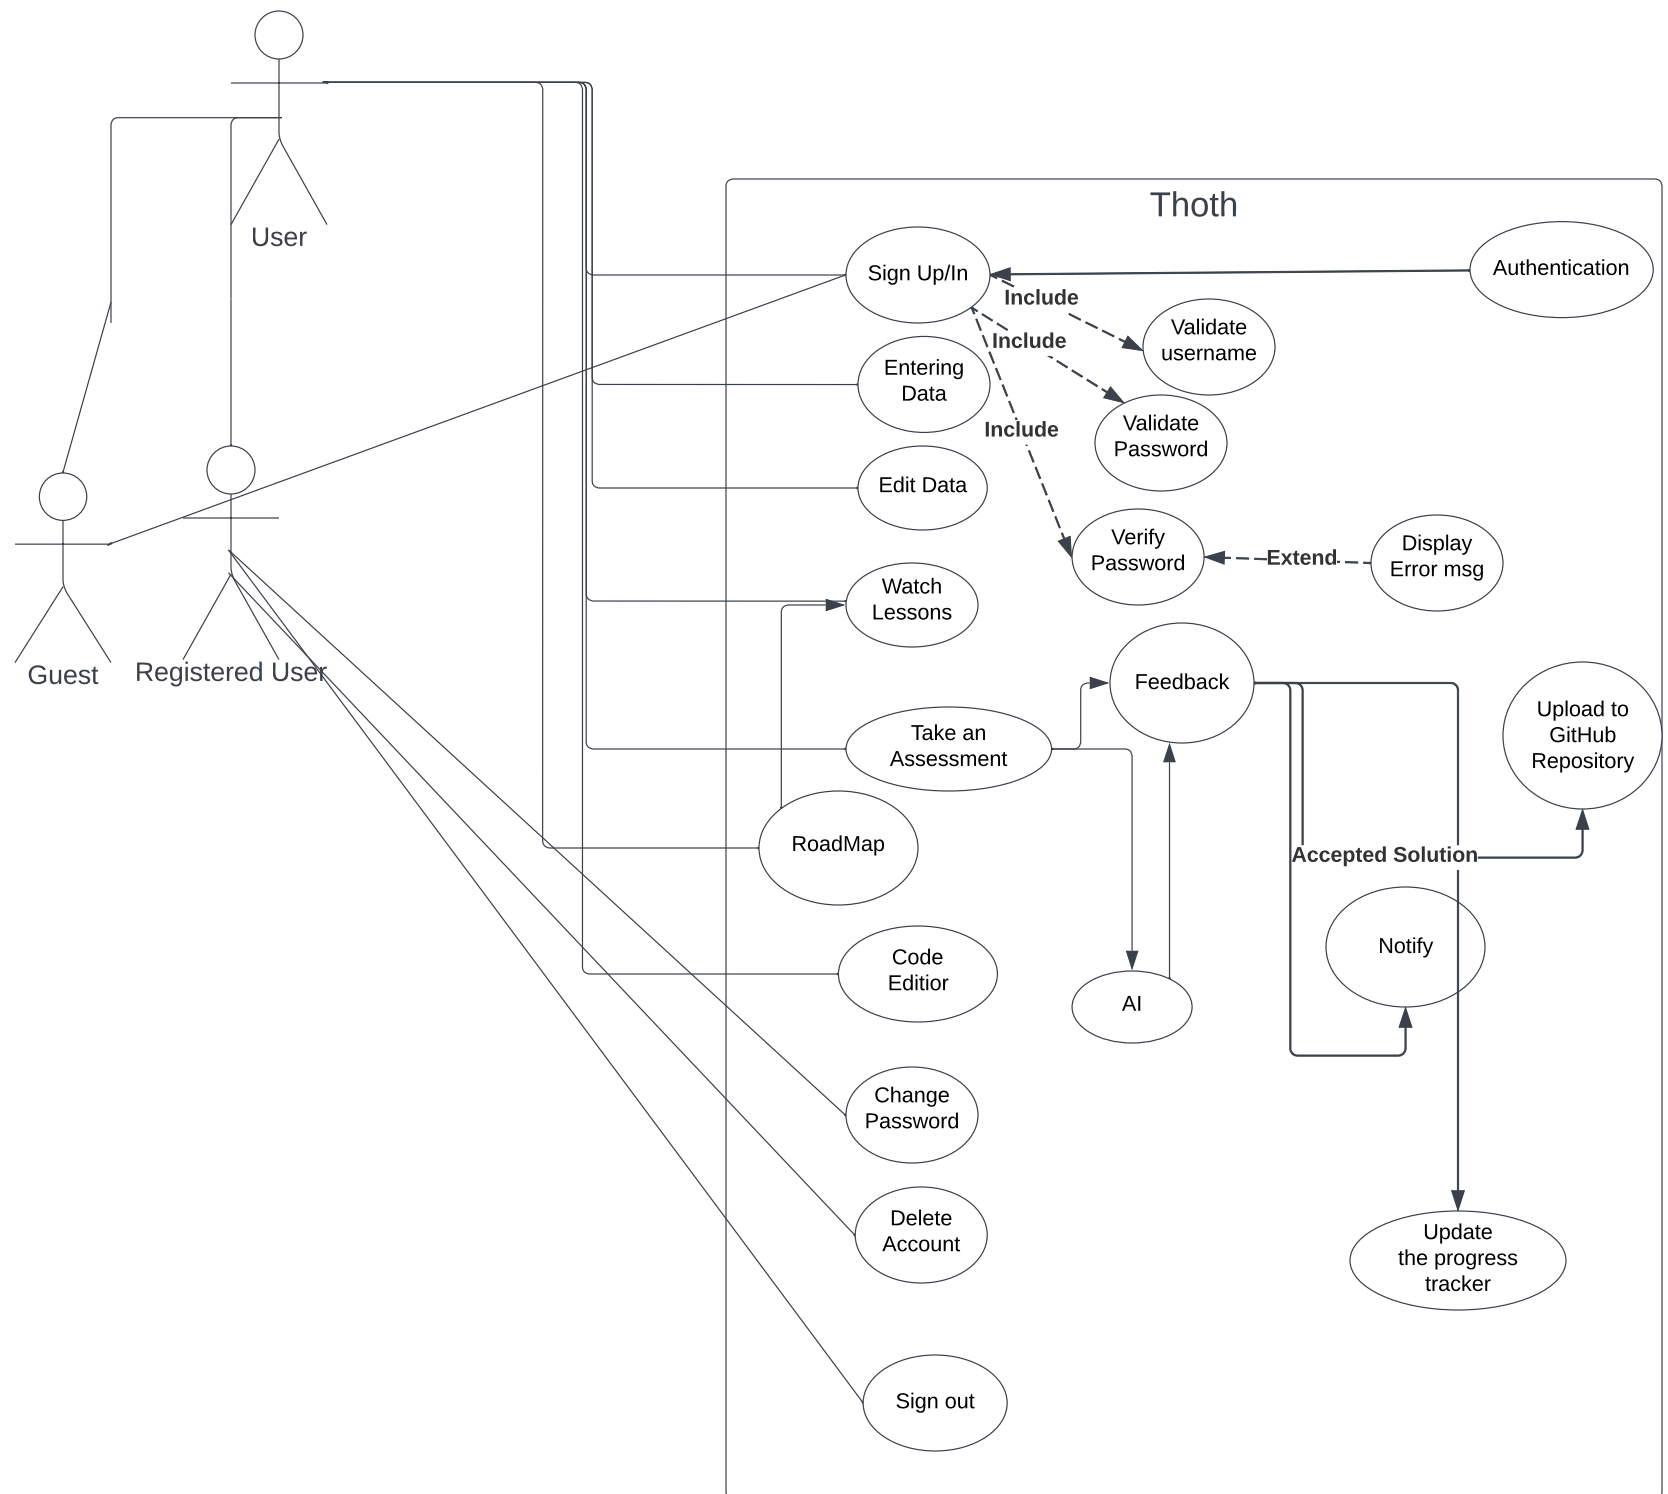 User
Thoth
Sign Up/In
Authentication
Include
Validate
username
Include
Entering
Data
Validate
Password
Include
Edit Data
Verify
Password
Extend
Display
Error msg
Watch
Lessons
Guest
Registered User
Feedback
Upload to
GitHub
Repository
Take an
Assessment
RoadMap
Accepted Solution
Notify
Code
Editior
AI
Change
Password
Delete
Account
Update
the progress
tracker
Sign out